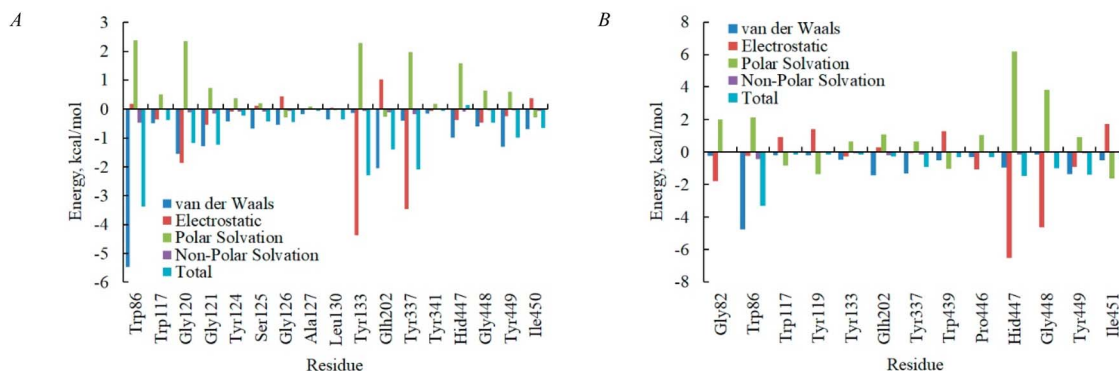 A
3
2
1
0
-1
-2
-3
-4
-5
-6
Energy, kcal/mol
van der Waals
Electrostatic
Polar Solvation
Non-Polar Solvation
Total
Trp86
Trp117
Gly120
Gly121
Tyr124
Ser125
Gly126
Ala127
Leu130
Tyr133
Glh202
Tyr337
Tyr341
Hid447
Gly448
Tyr449
Ile450
Residue
B
8
6
4
2
0
-2
-4
-6
-8
Energy, kcal/mol
van der Waals
Electrostatic
Polar Solvation
Non-Polar Solvation
Total
Gly82
Trp86
Trp117
Tyr119
Tyr133
Glh202
Tyr337
Trp439
Pro446
Hid447
Gly448
Tyr449
Ile451
Residue